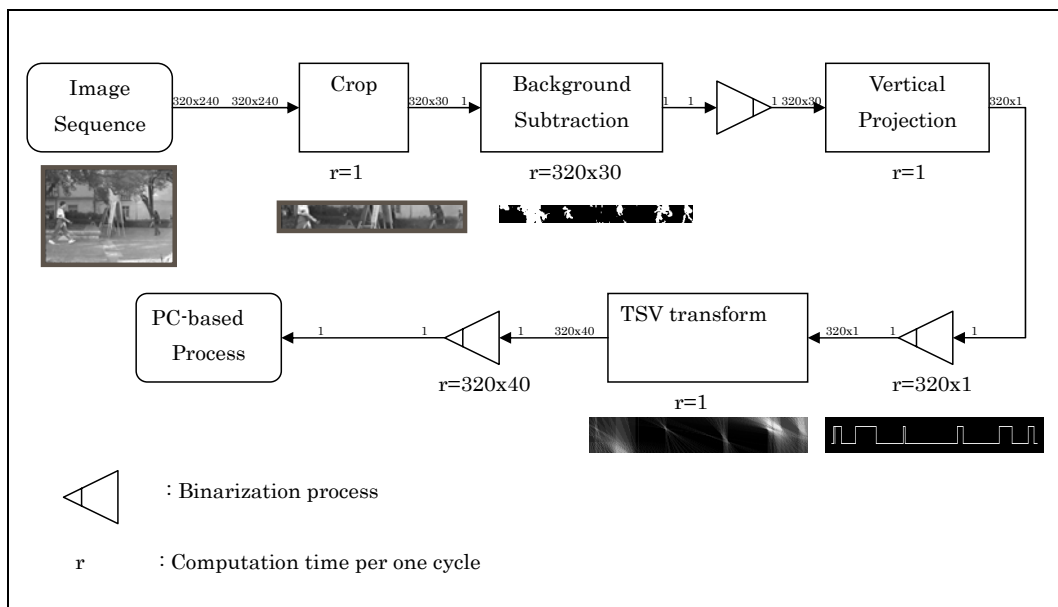 Image
Sequence
320x240 320x240
Crop
320x30 1
Background
Subtraction
1 1
1 320x30
Vertical
Projection
320x1
r=1
r=320x30
r=1
PC-based
Process
1 1
1 320x40
TSV transform
320x1 1
1
r=320x40
r=1
r=320x1
: Binarization process
r : Computation time per one cycle